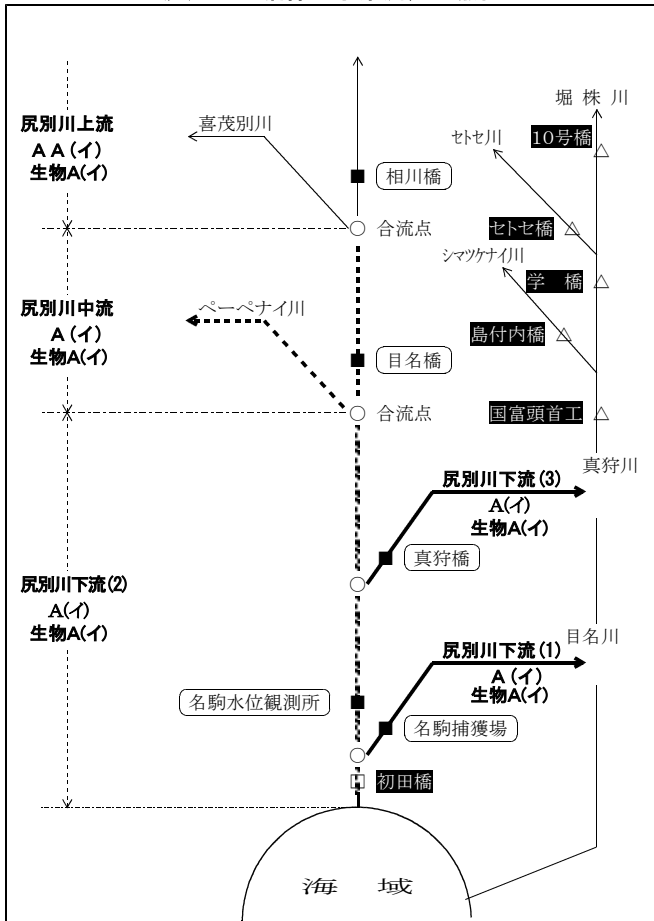 堀 株 川
尻別川上流
AA(イ)
生物A(イ)
喜茂別川
セトセ川
10号橋
相川橋
合流点
セトセ橋
シマツケナイ川
学 橋
尻別川中流
A(イ)
生物A(イ)
ペーペナイ川
目名橋
島付内橋
合流点
国富頭首工
真狩川
尻別川下流(3)
A(イ)
生物A(イ)
真狩橋
尻別川下流(2)
A(イ)
生物A(イ)
目名川
尻別川下流(1)
A(イ)
生物A(イ)
名駒水位観測所
名駒捕獲場
初田橋
海 域